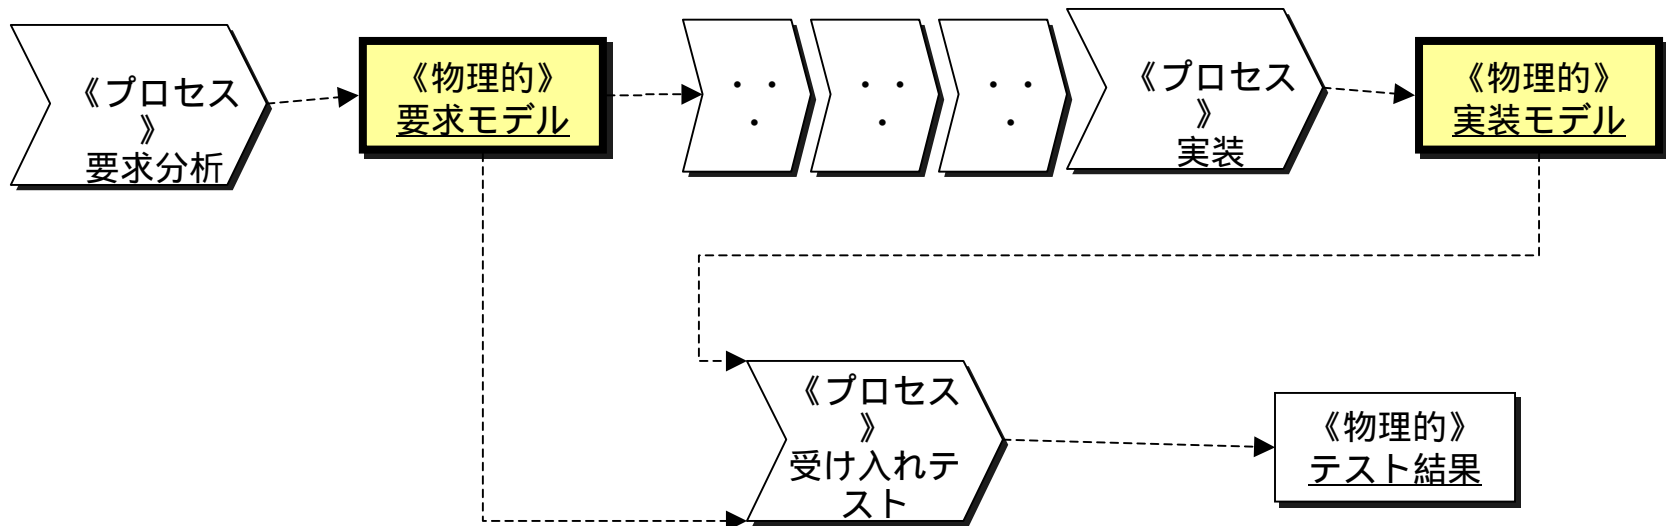 《プロセス
》
要求分析
《物理的》
要求モデル
・・
・
・・
・
・・
・
《プロセス
》
実装
《物理的》
実装モデル
《プロセス
》
受け入れテ
スト
《物理的》
テスト結果